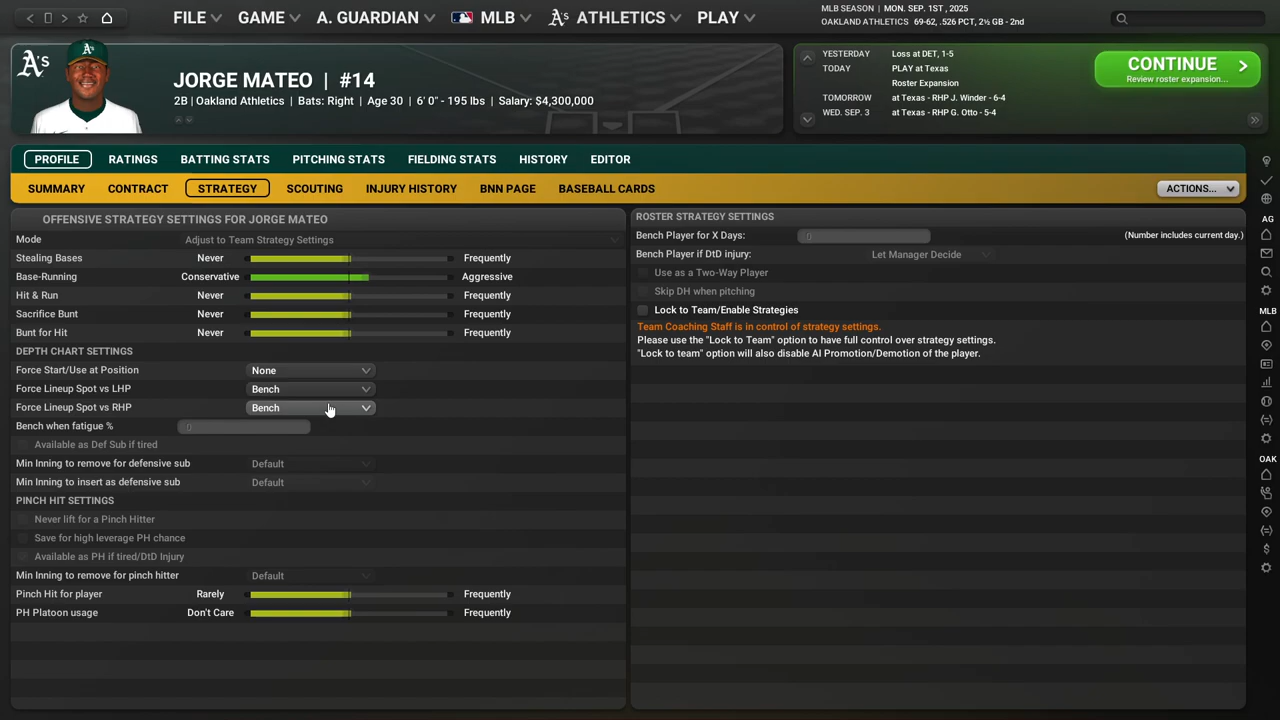 FILE GAME A. GUARDIAN MLB A's ATHLETICS PLAY
MLB SEASON | MON. SEP. 1ST, 2025
OAKLAND ATHLETICS 69-62, .526 PCT, 2½ GB - 2nd
A's
JORGE MATEO | #14
2B | Oakland Athletics | Bats: Right | Age 30 | 6' 0" - 195 lbs | Salary: $4,300,000
YESTERDAY Loss at DET, 1-5
TODAY PLAY at Texas
Roster Expansion
TOMORROW at Texas - RHP J. Winder - 6-4
WED. SEP. 3 at Texas - RHP G. Otto - 5-4
CONTINUE
Review roster expansion...
PROFILE RATINGS BATTING STATS PITCHING STATS FIELDING STATS HISTORY EDITOR
SUMMARY CONTRACT STRATEGY SCOUTING INJURY HISTORY BNN PAGE BASEBALL CARDS ACTIONS...
OFFENSIVE STRATEGY SETTINGS FOR JORGE MATEO
Mode Adjust to Team Strategy Settings
Stealing Bases Never Frequently
Base-Running Conservative Aggressive
Hit & Run Never Frequently
Sacrifice Bunt Never Frequently
Bunt for Hit Never Frequently
DEPTH CHART SETTINGS
Force Start/Use at Position None
Force Lineup Spot vs LHP Bench
Force Lineup Spot vs RHP Bench
Bench when fatigue % 0
Available as Def Sub if tired
Min Inning to remove for defensive sub Default
Min Inning to insert as defensive sub Default
PINCH HIT SETTINGS
Never lift for a Pinch Hitter
Save for high leverage PH chance
Available as PH if tired/DtD Injury
Min Inning to remove for pinch hitter Default
Pinch Hit for player Rarely Frequently
PH Platoon usage Don't Care Frequently
ROSTER STRATEGY SETTINGS
Bench Player for X Days: 0 (Number includes current day.)
Bench Player if DtD injury: Let Manager Decide
Use as a Two-Way Player
Skip DH when pitching
Lock to Team/Enable Strategies
Team Coaching Staff is in control of strategy settings.
Please use the "Lock to Team" option to have full control over strategy settings.
"Lock to team" option will also disable AI Promotion/Demotion of the player.
AG
MLB
OAK